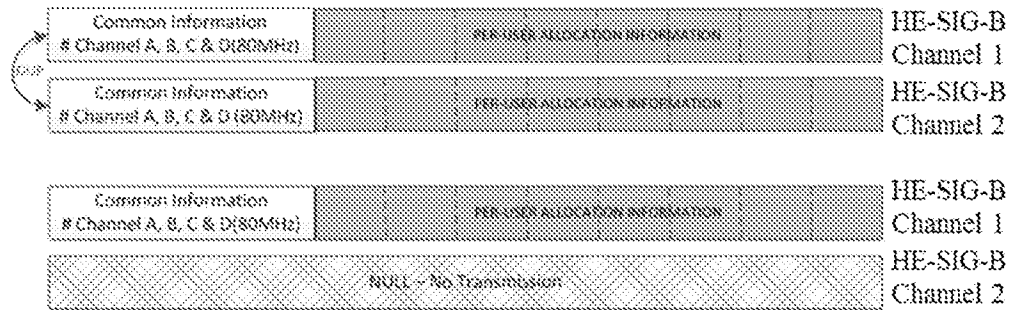 Common Information
# Channel A, B, C & D(80MHz)
PER-USER ALLOCATION INFORMATION
HE-SIG-B
Channel 1
DUP
Common Information
# Channel A, B, C & D (80MHz)
PER-USER ALLOCATION INFORMATION
HE-SIG-B
Channel 2
Common Information
# Channel A, B, C & D(80MHz)
PER-USER ALLOCATION INFORMATION
HE-SIG-B
Channel 1
NULL – No Transmission
HE-SIG-B
Channel 2